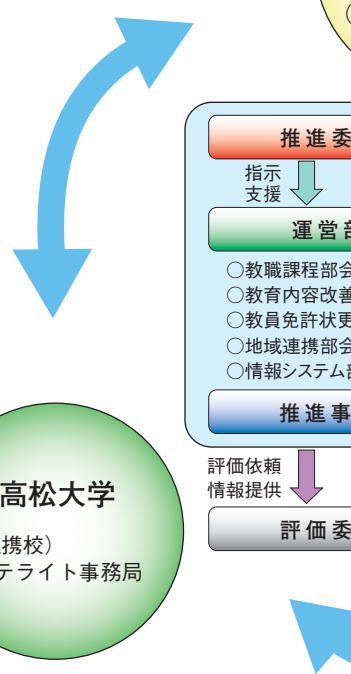 推進委
指示
支援
運営部
○教職課程部会
○教育内容改善
○教員免許状更
○地域連携部会
○情報システム部
推進事
評価依頼
情報提供
評価委
高松大学
携校）
テライト事務局